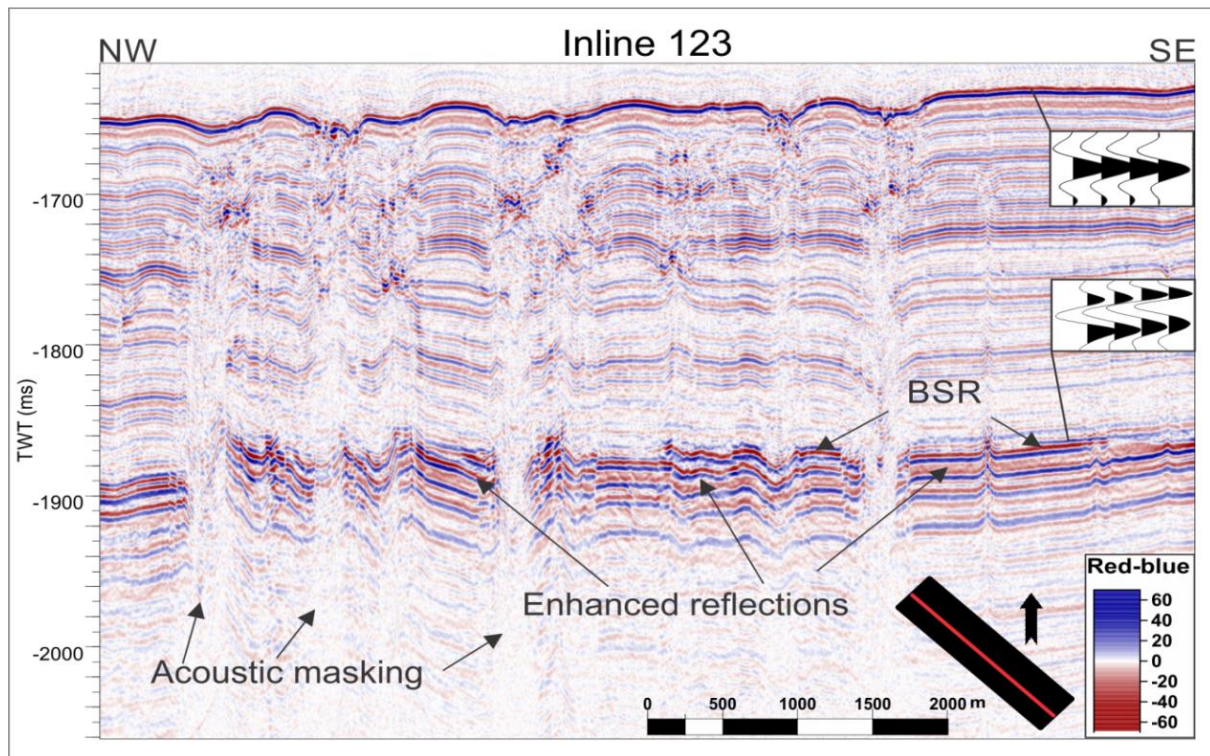 Inline 123
NW
SE
-1700
-1800
TWT (ms)
BSR
-1900
Enhanced reflections
Acoustic masking
-2000
Red-blue
60
40
20
0
-20
-40
-60
0 500 1000 1500 2000 m